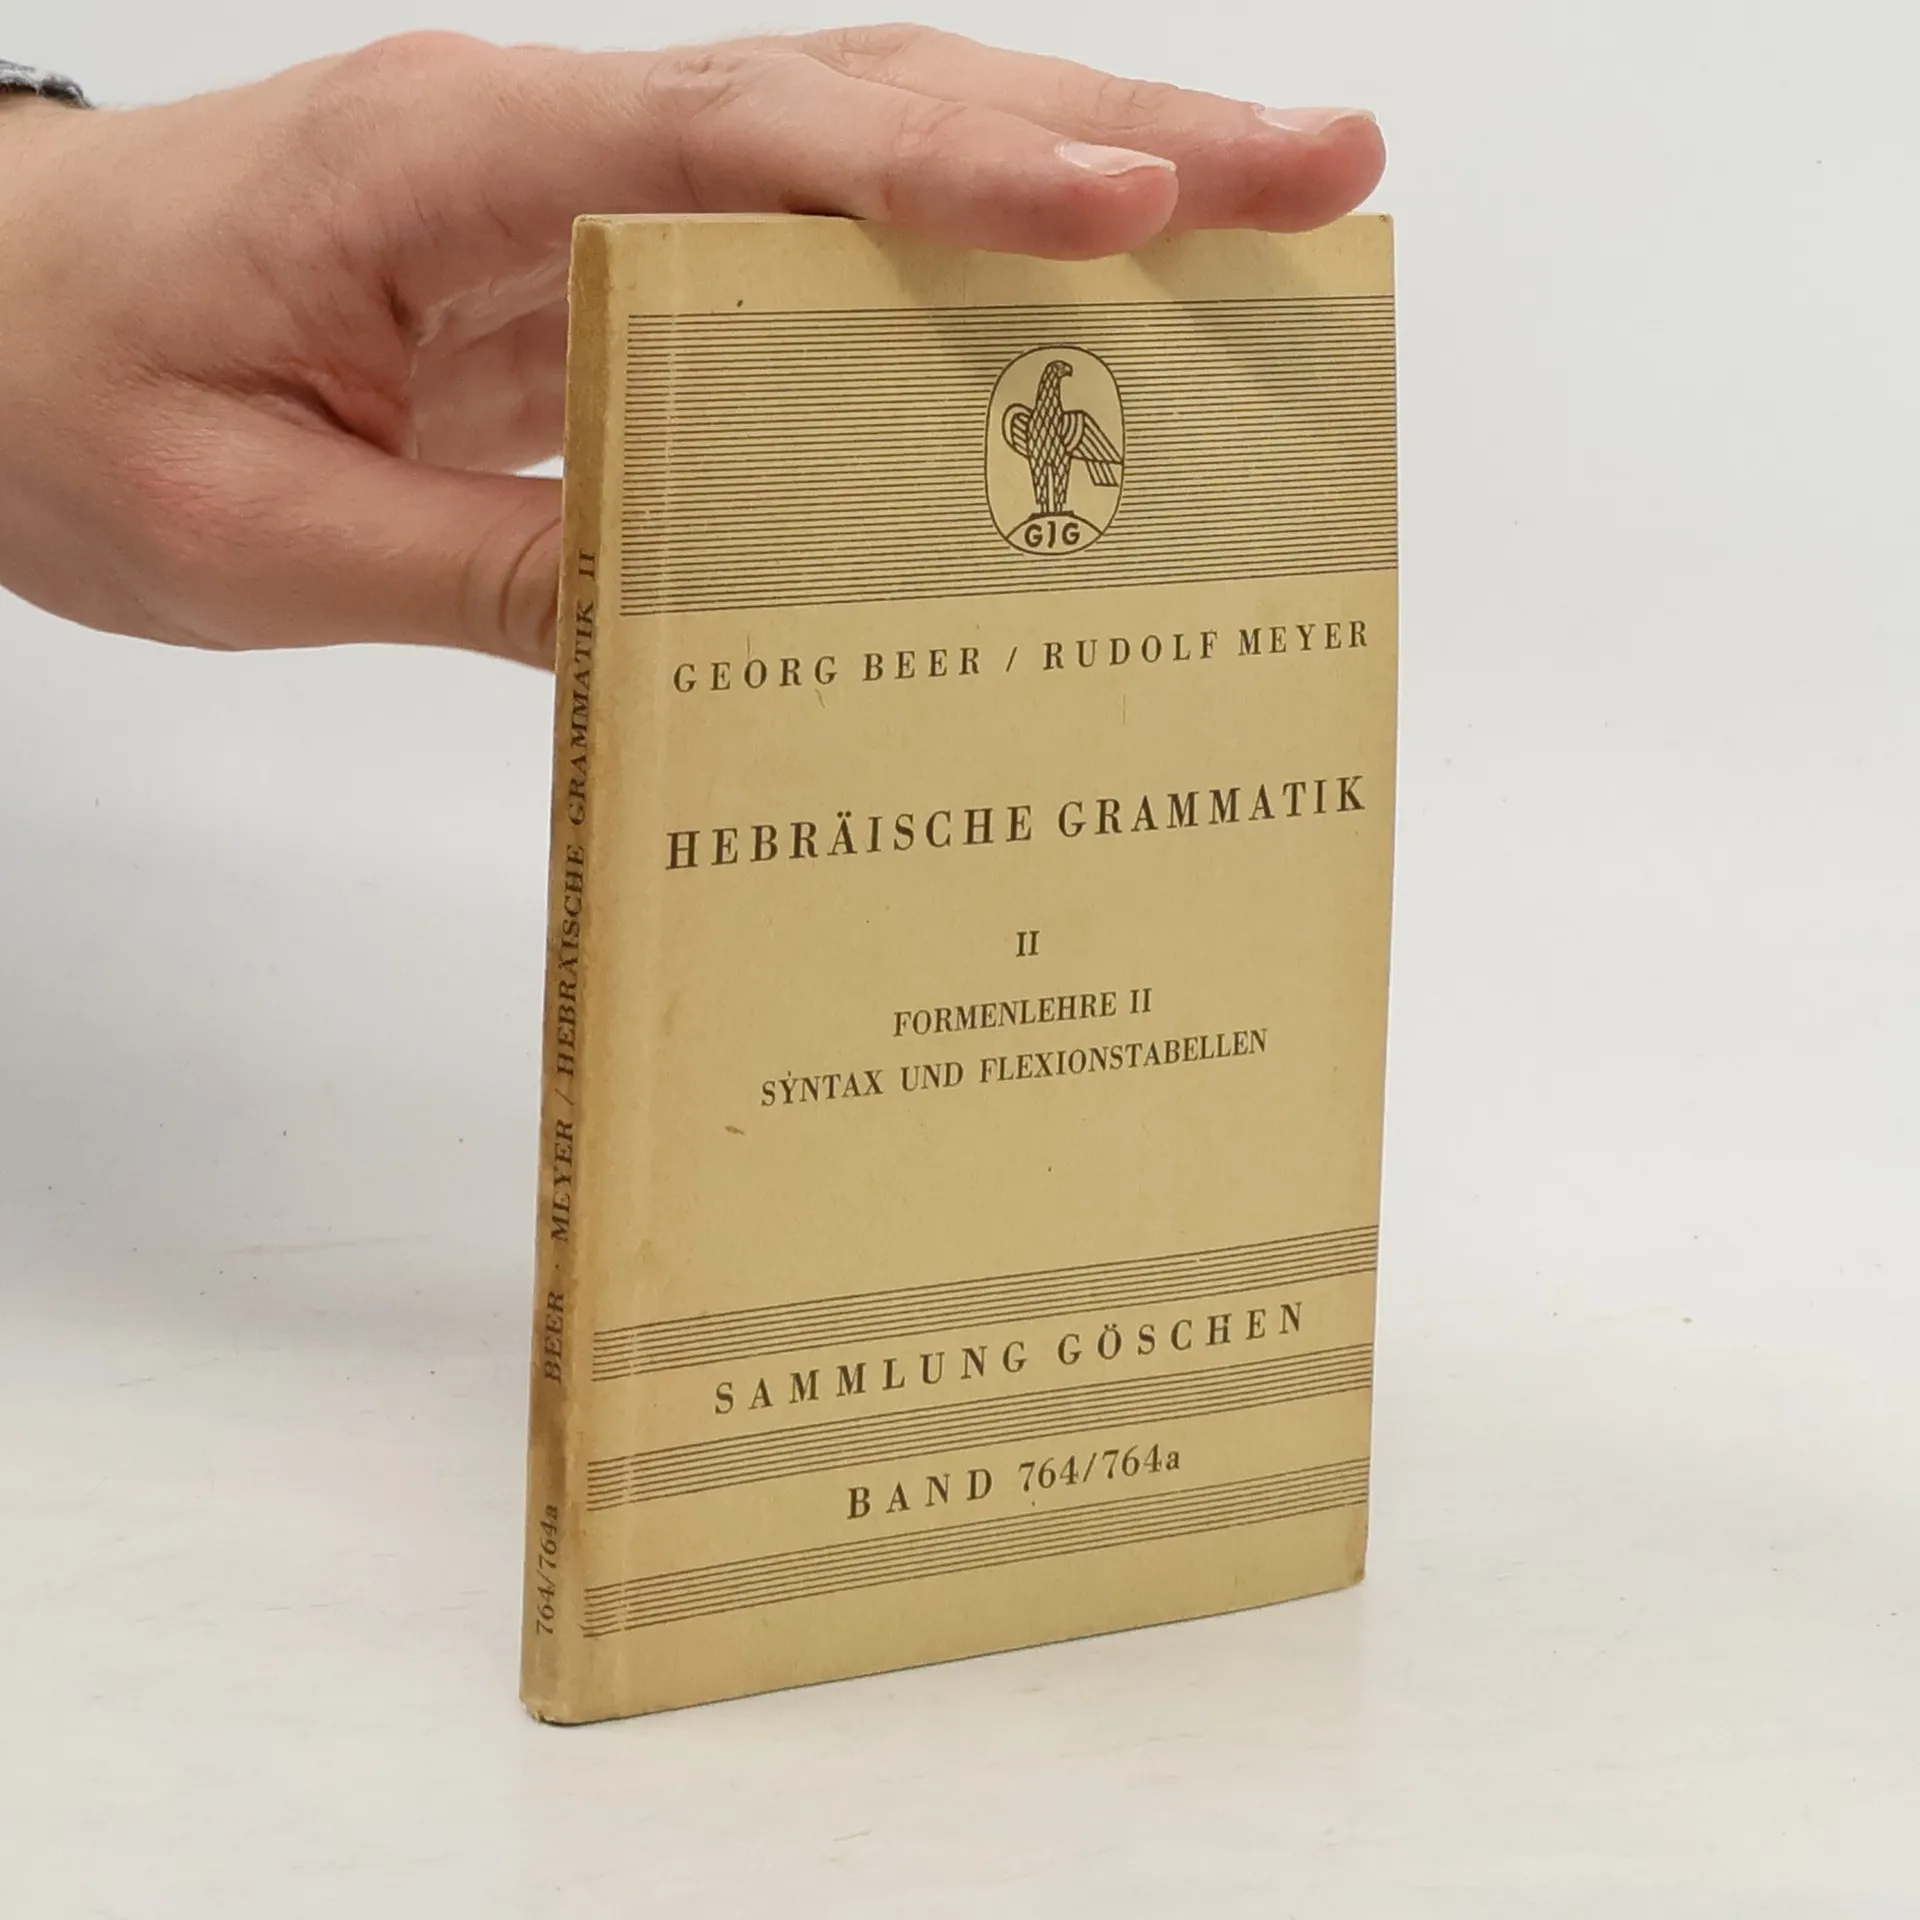 GJG
GEORG BEER / RUDOLF MEYER
HEBRÄISCHE GRAMMATIK
II
FORMENLEHRE II
SYNTAX UND FLEXIONSTABELLEN
SAMMLUNG GÖSCHEN
BAND 764/764a
764/764a BEER · MEYER / HEBRÄISCHE GRAMMATIK II